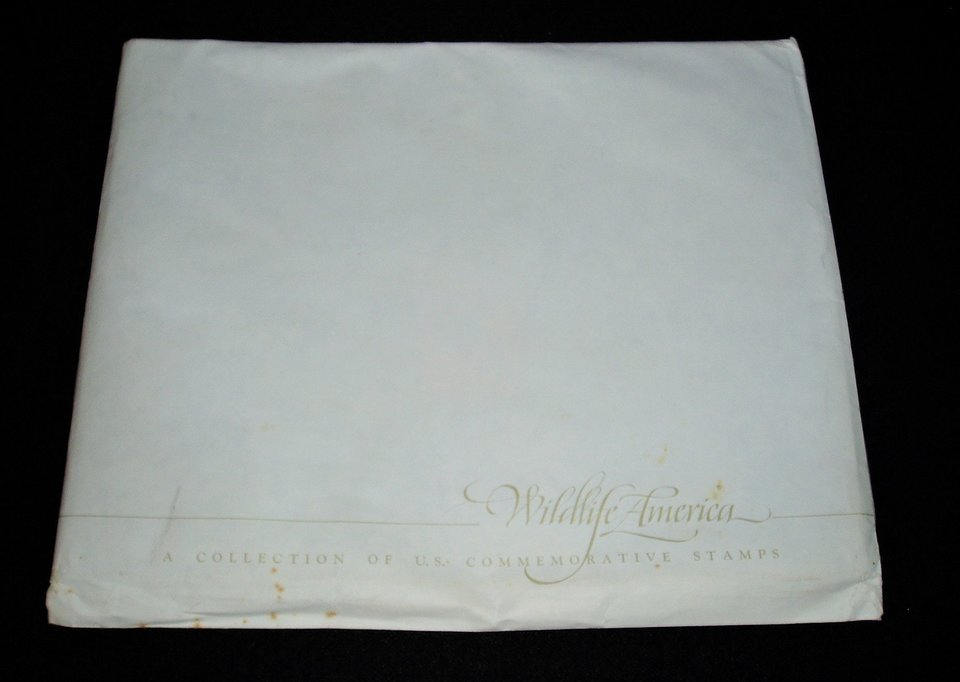 Wildlife America
A COLLECTION OF U.S. COMMEMORATIVE STAMPS